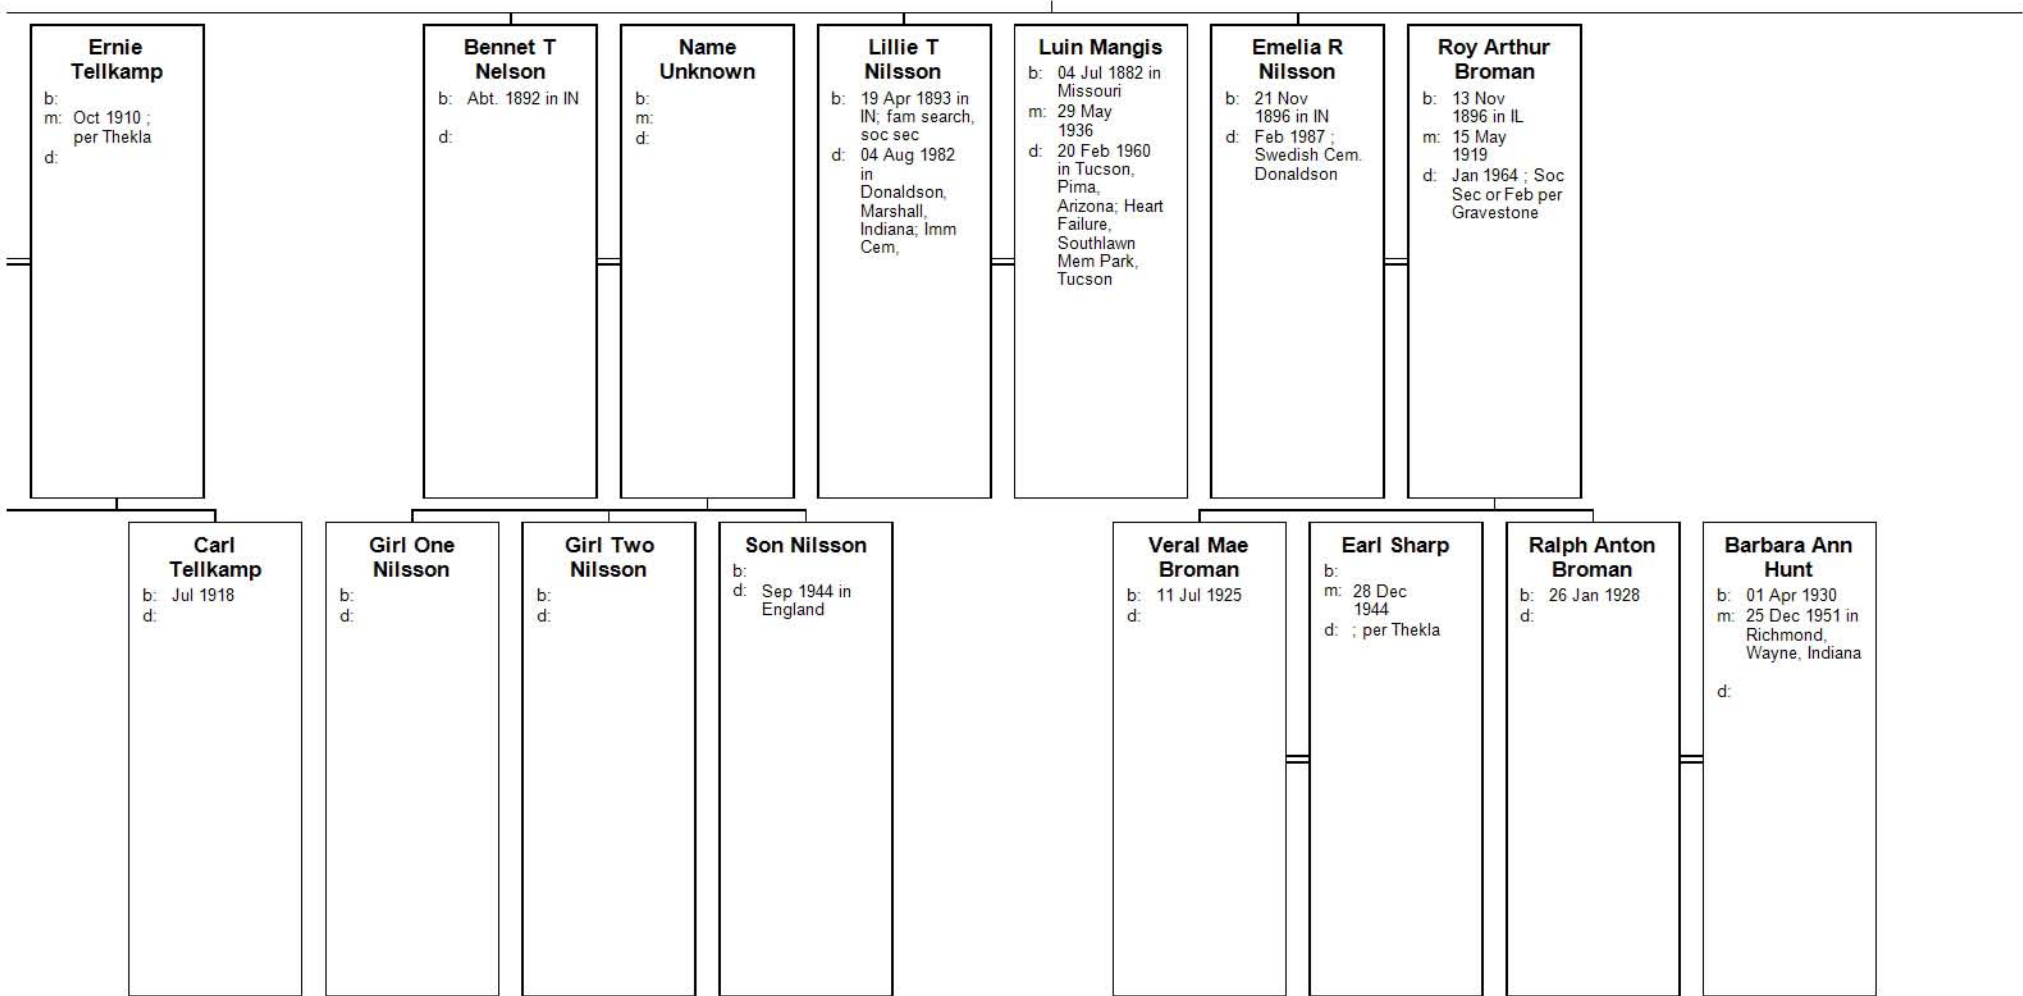 Ernie
Tellkamp
b:
m: Oct 1910 ;
per Thekla
d:
Bennet T
Nelson
b: Abt. 1892 in IN
d:
Name
Unknown
b:
m:
d:
Lillie T
Nilsson
b: 19 Apr 1893 in
IN; fam search,
soc sec
d: 04 Aug 1982
in
Donaldson,
Marshall,
Indiana; Imm
Cem,
Luin Mangis
b: 04 Jul 1882 in
Missouri
m: 29 May
1936
d: 20 Feb 1960
in Tucson,
Pima,
Arizona; Heart
Failure,
Southlawn
Mem Park,
Tucson
Emelia R
Nilsson
b: 21 Nov
1896 in IN
d: Feb 1987 ;
Swedish Cem.
Donaldson
Roy Arthur
Broman
b: 13 Nov
1896 in IL
m: 15 May
1919
d: Jan 1964 ; Soc
Sec or Feb per
Gravestone
Carl
Tellkamp
b: Jul 1918
d:
Girl One
Nilsson
b:
d:
Girl Two
Nilsson
b:
d:
Son Nilsson
b:
d: Sep 1944 in
England
Veral Mae
Broman
b: 11 Jul 1925
d:
Earl Sharp
b:
m: 28 Dec
1944
d: ; per Thekla
Ralph Anton
Broman
b: 26 Jan 1928
d:
Barbara Ann
Hunt
b: 01 Apr 1930
m: 25 Dec 1951 in
Richmond,
Wayne, Indiana
d: